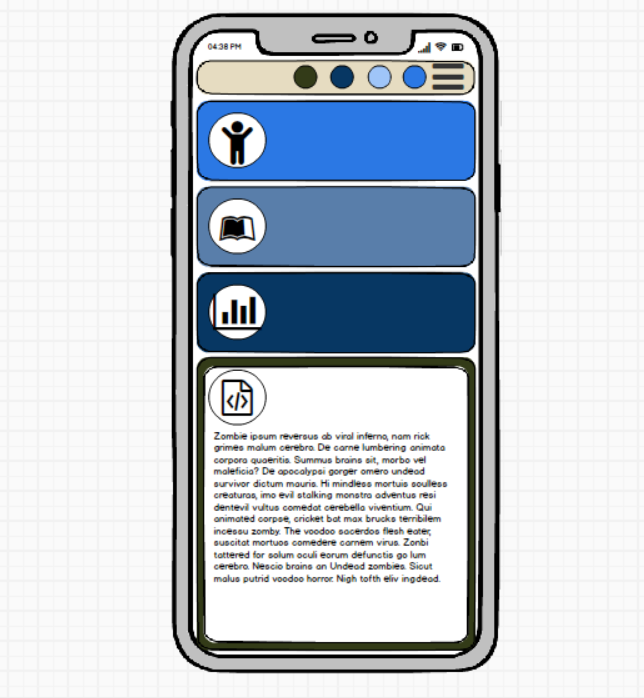 04:38 PM
Zombie ipsum reversus ab viral inferno, nam rick
grimes malum cerebro. De carne lumbering animata
corpora quaeritis. Summus brains sit, morbo vel
maleficia? De apocalypsi gorger omero undead
survivor dictum mauris. Hi mindless mortuis soulless
creaturas, imo evil stalking monstra adventus resi
dentevil vultus comedat cerebella viventium. Qui
animated corpse, cricket bat max brucks terribilem
incessu zomby. The voodoo sacerdos flesh eater,
suscitat mortuos comedere carnem virus. Zonbi
tattered for solum oculi eorum defunctis go lum
cerebro. Nescio brains an Undead zombies. Sicut
malus putrid voodoo horror. Nigh tofth eliv ingdead.